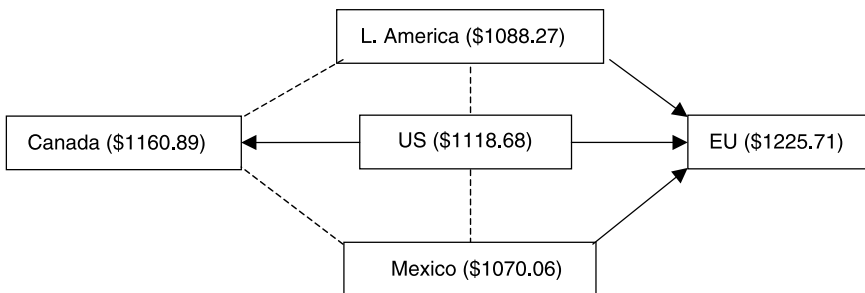 L. America ($1088.27)
Canada ($1160.89)
US ($1118.68)
EU ($1225.71)
Mexico ($1070.06)